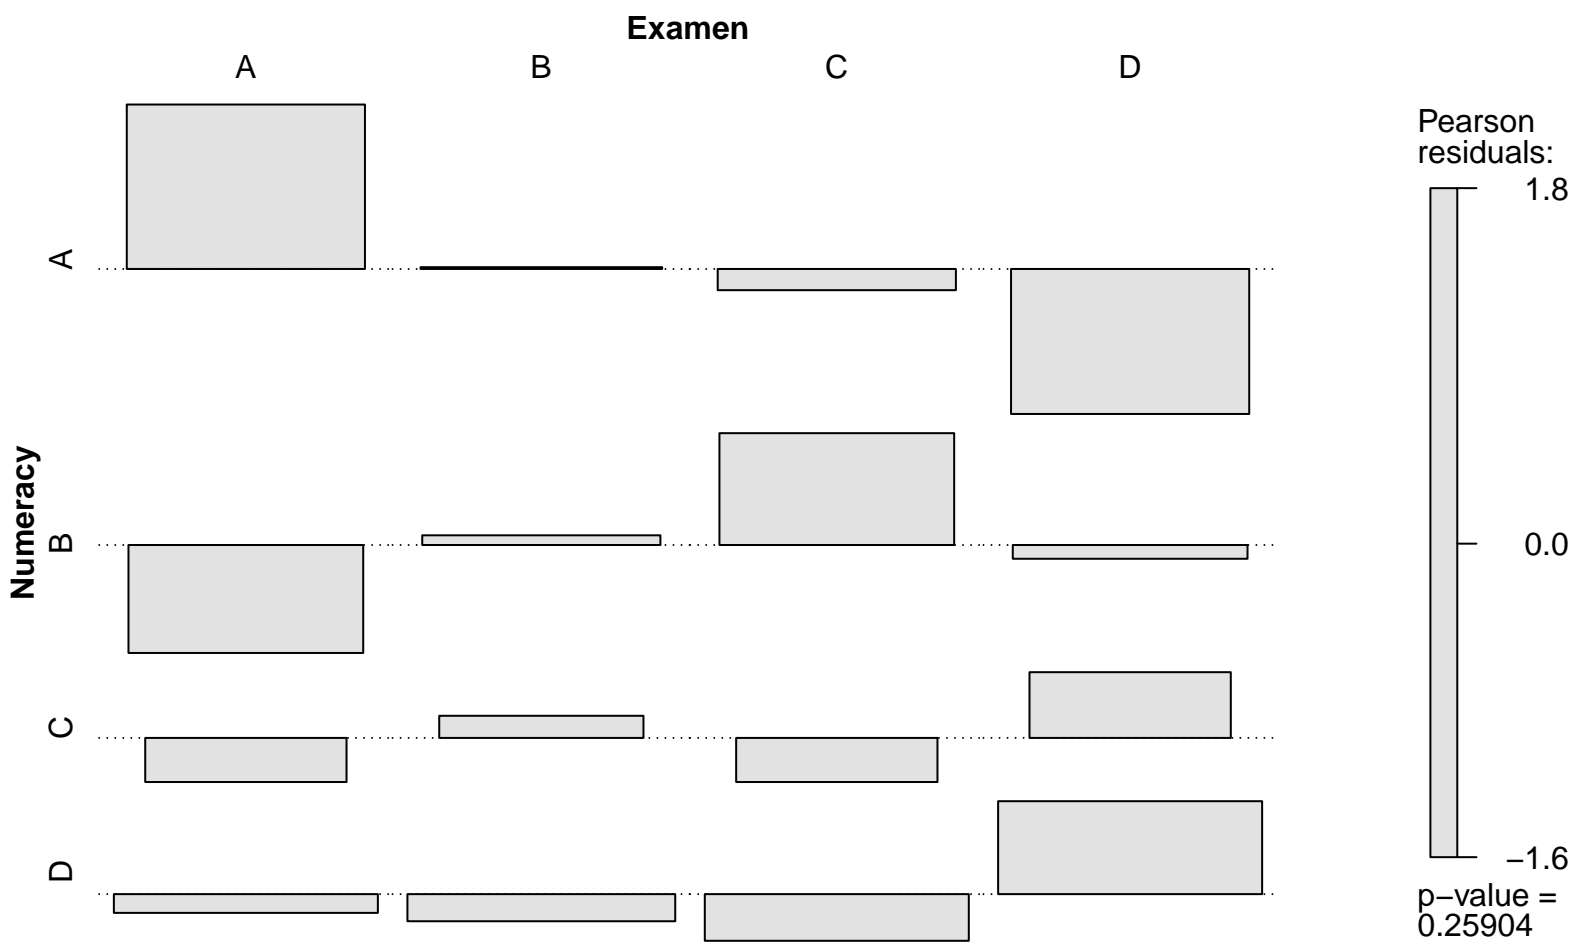 Examen
A B C D
Numeracy
A
B
C
D
Pearson
residuals:
1.8
0.0
−1.6
p−value =
0.25904